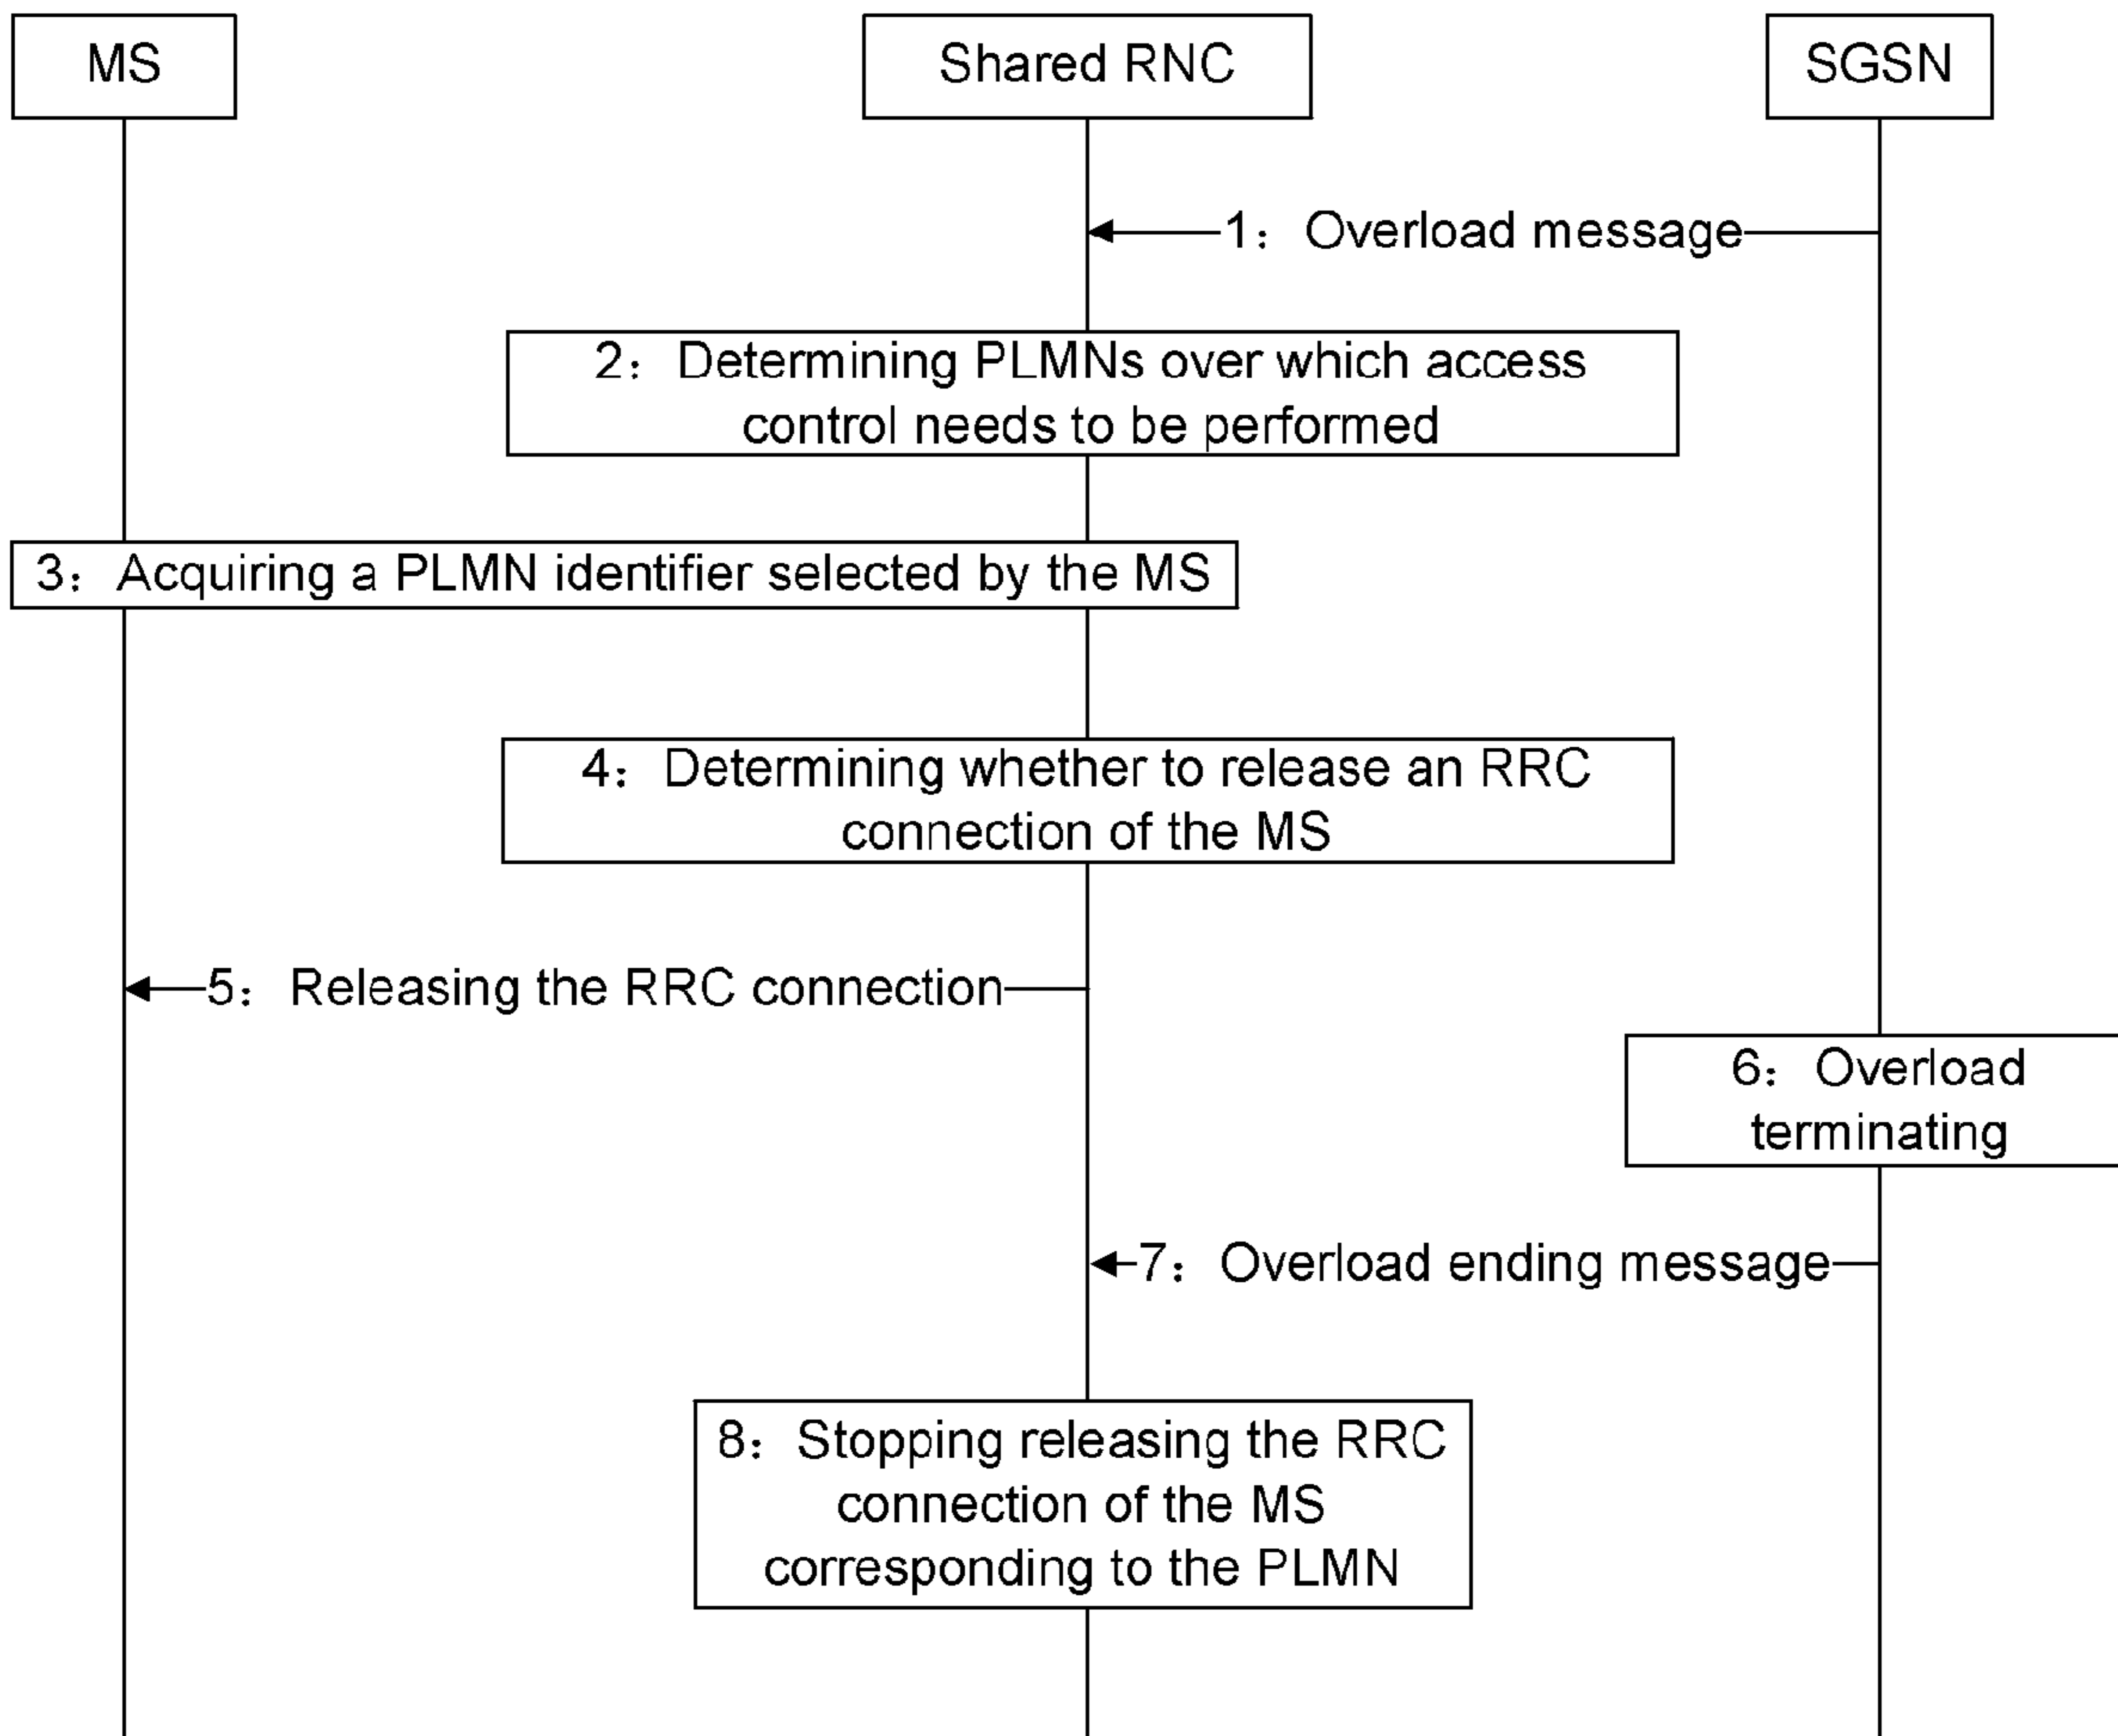 MS
Shared RNC
SGSN
1： Overload message
2： Determining PLMNs over which access
control needs to be performed
3： Acquiring a PLMN identifier selected by the MS
4： Determining whether to release an RRC
connection of the MS
5： Releasing the RRC connection
6： Overload
terminating
7： Overload ending message
8： Stopping releasing the RRC
connection of the MS
corresponding to the PLMN